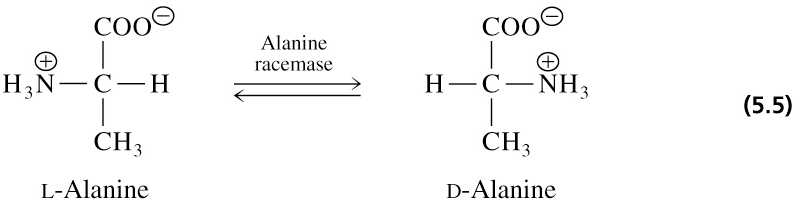 COO⊖
Alanine
racemase
H₃N⊕—C—H
CH₃
L-Alanine
COO⊖
H—C—NH₃⊕
CH₃
D-Alanine
(5.5)